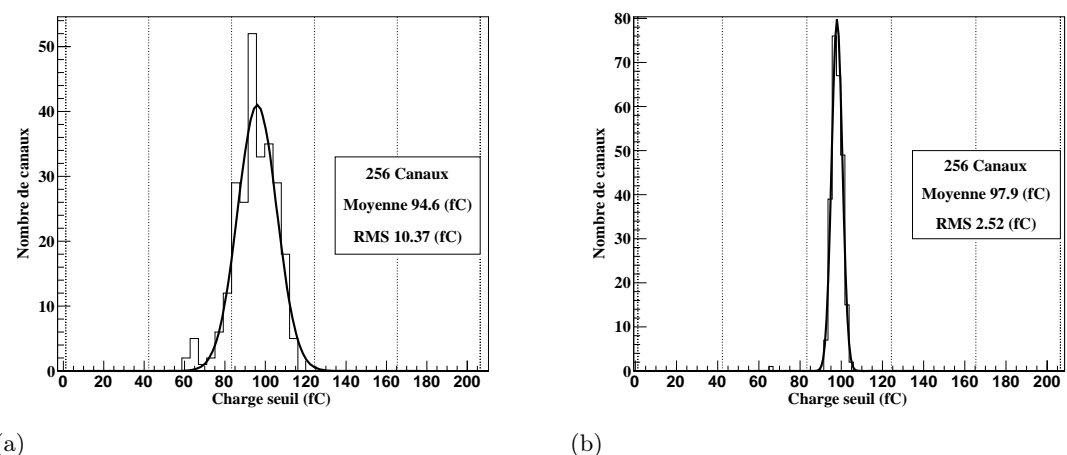 Nombre de canaux
50
40
30
20
10
0
256 Canaux
Moyenne 94.6 (fC)
RMS 10.37 (fC)
0 20 40 60 80 100 120 140 160 180 200
Charge seuil (fC)
(a)
Nombre de canaux
80
70
60
50
40
30
20
10
0
256 Canaux
Moyenne 97.9 (fC)
RMS 2.52 (fC)
0 20 40 60 80 100 120 140 160 180 200
Charge seuil (fC)
(b)